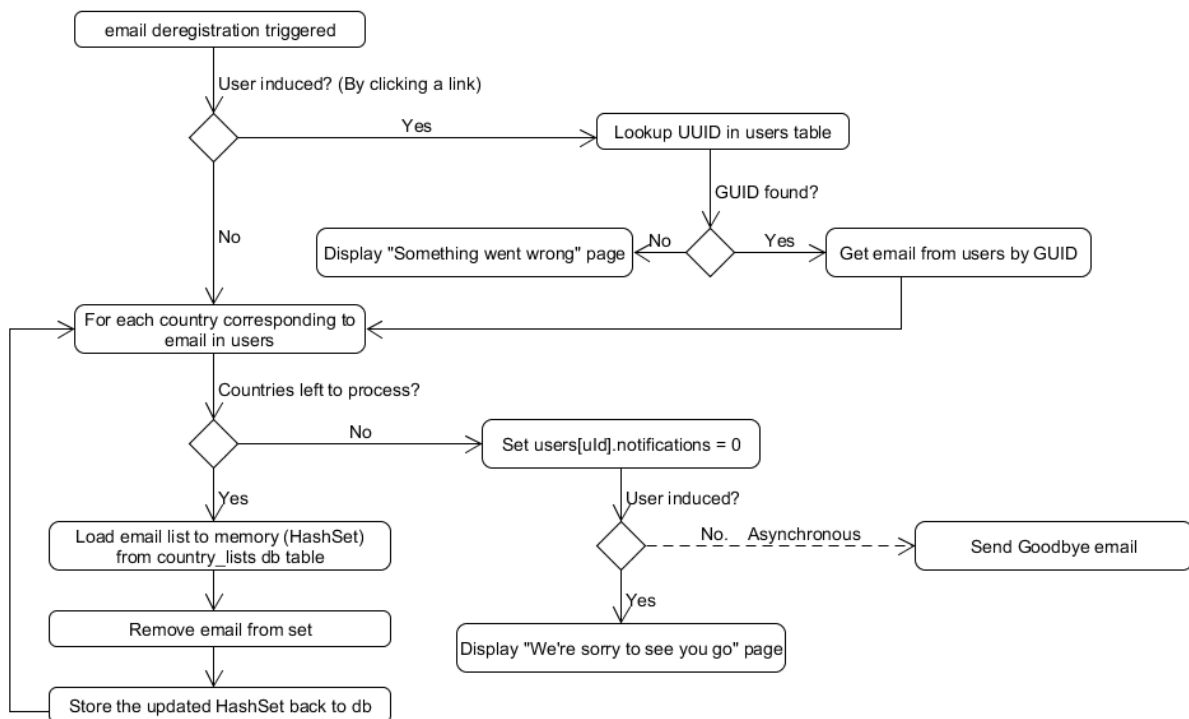 email deregistration triggered
User induced? (By clicking a link)
Yes
Lookup UUID in users table
GUID found?
No
No
Yes
Display "Something went wrong" page
Get email from users by GUID
For each country corresponding to
email in users
Countries left to process?
No
Set users[uId].notifications = 0
Yes
User induced?
Load email list to memory (HashSet)
from country_lists db table
No. Asynchronous
Send Goodbye email
Yes
Remove email from set
Display "We're sorry to see you go" page
Store the updated HashSet back to db